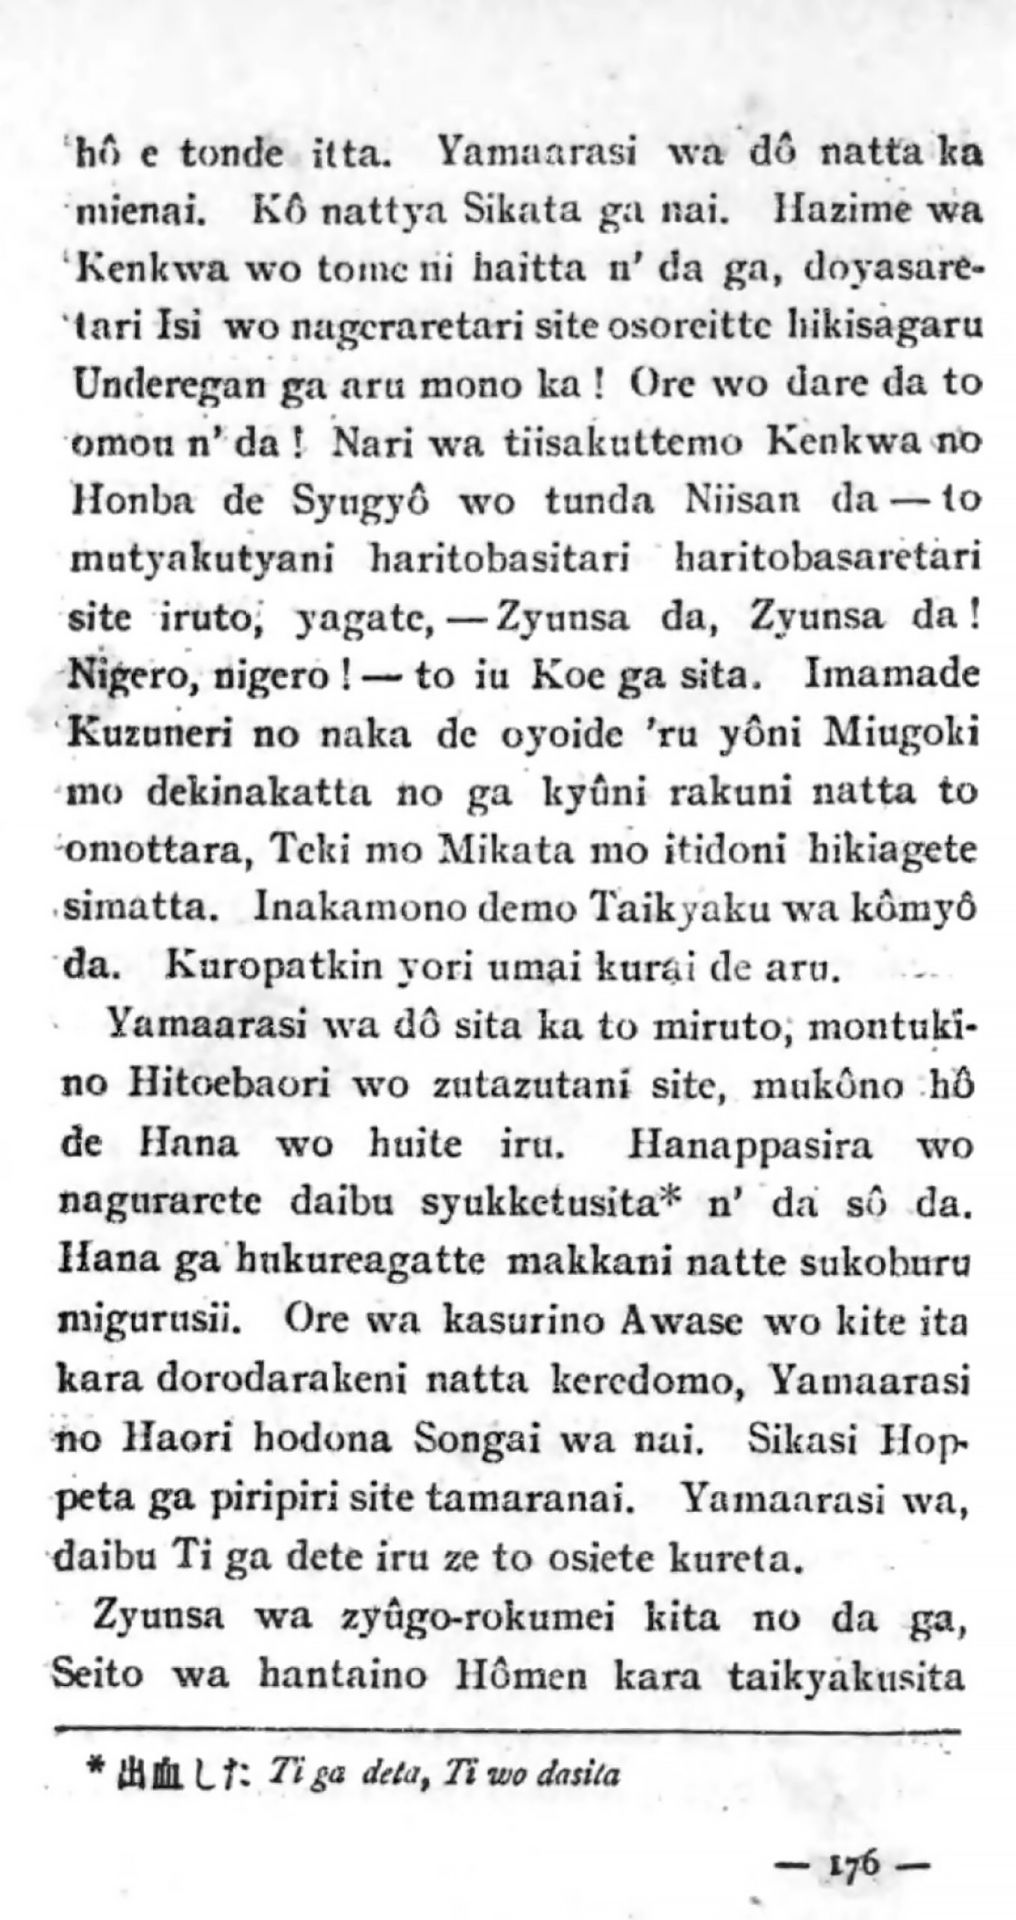 hô e tonde itta. Yamaarasi wa dô natta ka
mienai. Kô nattya Sikata ga nai. Hazime wa
Kenkwa wo tome ni haitta n' da ga, doyasare-
tari Isi wo nageraretari site osoreitte hikisagaru
Underegan ga aru mono ka! Ore wo dare da to
omou n' da! Nari wa tiisakuttemo Kenkwa no
Honba de Syugyô wo tunda Niisan da — to
mutyakutyani haritobasitari haritobasaretari
site iruto, yagate, — Zyunsa da, Zyunsa da!
Nigero, nigero! — to iu Koe ga sita. Imamade
Kuzuneri no naka de oyoide 'ru yôni Miugoki
mo dekinakatta no ga kyûni rakuni natta to
omottara, Teki mo Mikata mo itidoni hikiagete
simatta. Inakamono demo Taikyaku wa kômyô
da. Kuropatkin yori umai kurai de aru.
Yamaarasi wa dô sita ka to miruto, montuki-
no Hitoebaori wo zutazutani site, mukôno hô
de Hana wo huite iru. Hanappasira wo
nagurarete daibu syukketusita* n' da sô da.
Hana ga hukureagatte makkani natte sukoburu
migurusii. Ore wa kasurino Awase wo kite ita
kara dorodarakeni natta keredomo, Yamaarasi
no Haori hodona Songai wa nai. Sikasi Hop-
peta ga piripiri site tamaranai. Yamaarasi wa,
daibu Ti ga dete iru ze to osiete kureta.
Zyunsa wa zyûgo-rokumei kita no da ga,
Seito wa hantaino Hômen kara taikyakusita
* 出血した Ti ga deta, Ti wo dasita
— 176 —